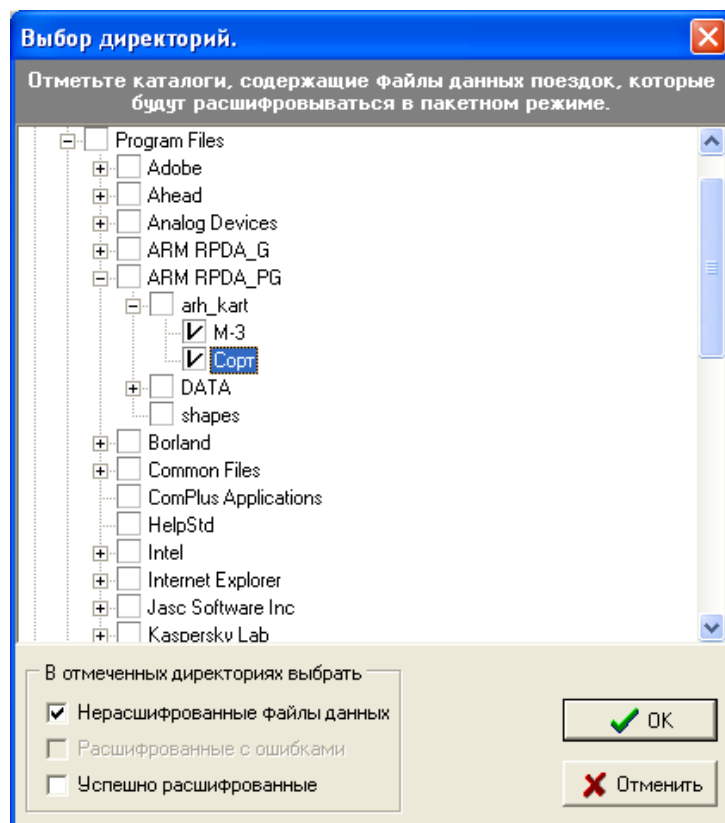 Выбор директорий.
Отметьте каталоги, содержащие файлы данных поездок, которые
будут расшифровываться в пакетном режиме.
Program Files
Adobe
Ahead
Analog Devices
ARM RPDA_G
ARM RPDA_PG
arh_kart
М-3
Сорт
DATA
shapes
Borland
Common Files
ComPlus Applications
HelpStd
Intel
Internet Explorer
Jasc Software Inc
Kaspersky Lab
В отмеченных директориях выбрать
Нерасшифрованные файлы данных
Расшифрованные с ошибками
Успешно расшифрованные
OK
Отменить